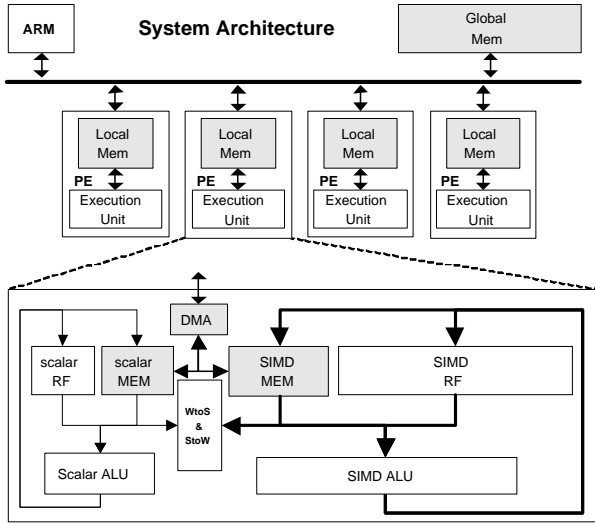 ARM
System Architecture
Global
Mem
Local
Mem
Local
Mem
Local
Mem
Local
Mem
PE
PE
PE
PE
Execution
Unit
Execution
Unit
Execution
Unit
Execution
Unit
DMA
scalar
RF
scalar
MEM
SIMD
MEM
SIMD
RF
WtoS
&
StoW
Scalar ALU
SIMD ALU